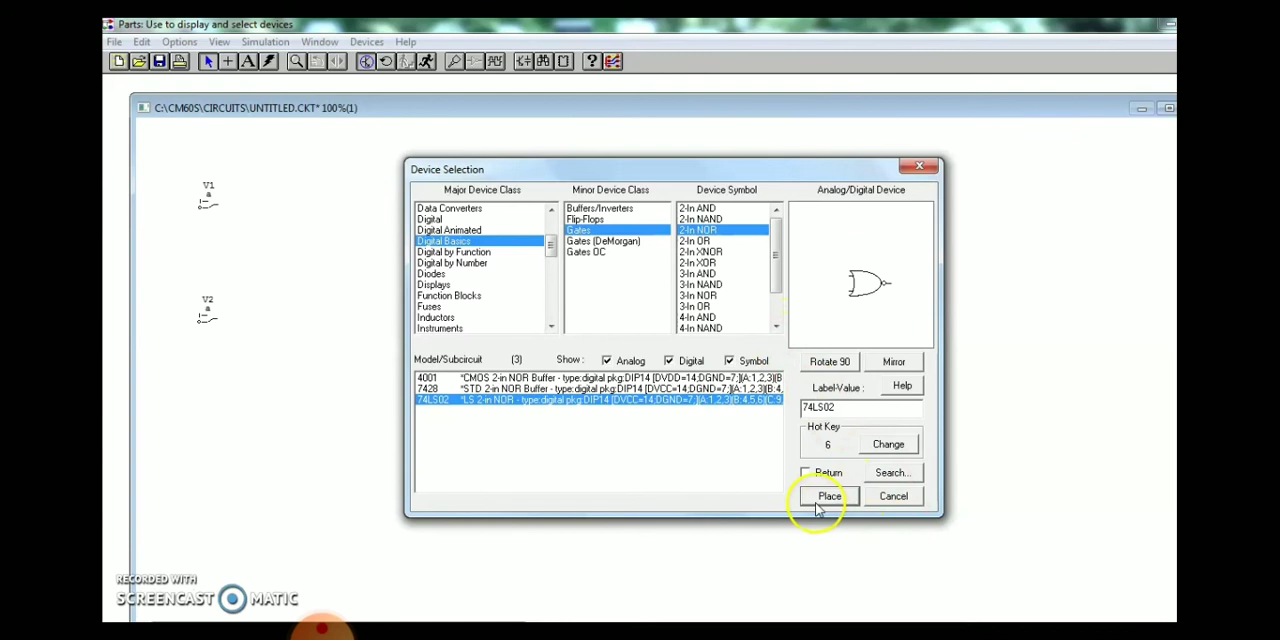 Parts: Use to display and select devices
File Edit Options View Simulation Window Devices Help
C:\CM60S\CIRCUITS\UNTITLED.CKT* 100%(1)
V1
a
V2
a
Device Selection
Major Device Class
Data Converters
Digital
Digital Animated
Digital Basics
Digital by Function
Digital by Number
Diodes
Displays
Function Blocks
Fuses
Inductors
Instruments
Minor Device Class
Buffers/Inverters
Flip-Flops
Gates
Gates (DeMorgan)
Gates OC
Device Symbol
2-In AND
2-In NAND
2-In NOR
2-In OR
2-In XNOR
2-In XOR
3-In AND
3-In NAND
3-In NOR
3-In OR
4-In AND
4-In NAND
Analog/Digital Device
Model/Subcircuit (3) Show : Analog Digital Symbol
4001 *CMOS 2-in NOR Buffer - type:digital pkg:DIP14 [DVDD=14;DGND=7;](A:1,2,3)(B
7428 *STD 2-in NOR Buffer - type:digital pkg:DIP14 [DVCC=14;DGND=7;](A:1,2,3)(B:4,
74LS02 *LS 2-in NOR - type:digital pkg:DIP14 [DVCC=14;DGND=7;](A:1,2,3)(B:4,5,6)(C:9
Rotate 90 Mirror
Label-Value : Help
74LS02
Hot Key
6 Change
Return Search...
Place Cancel
RECORDED WITH
SCREENCAST MATIC